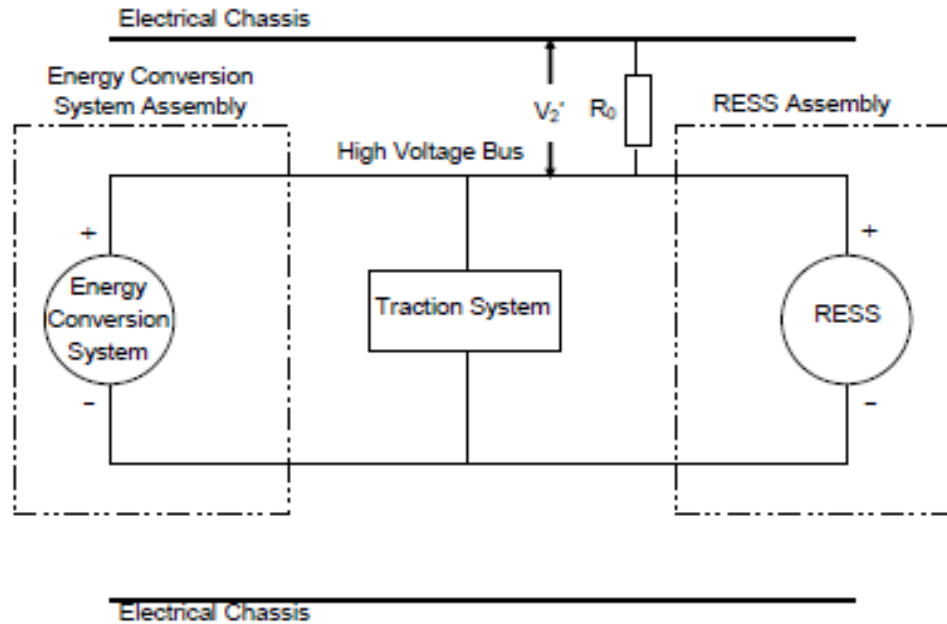 Electrical Chassis
Energy Conversion
System Assembly
V₂'
R₀
RESS Assembly
High Voltage Bus
+
+
Energy
Conversion
System
Traction System
RESS
−
−
Electrical Chassis